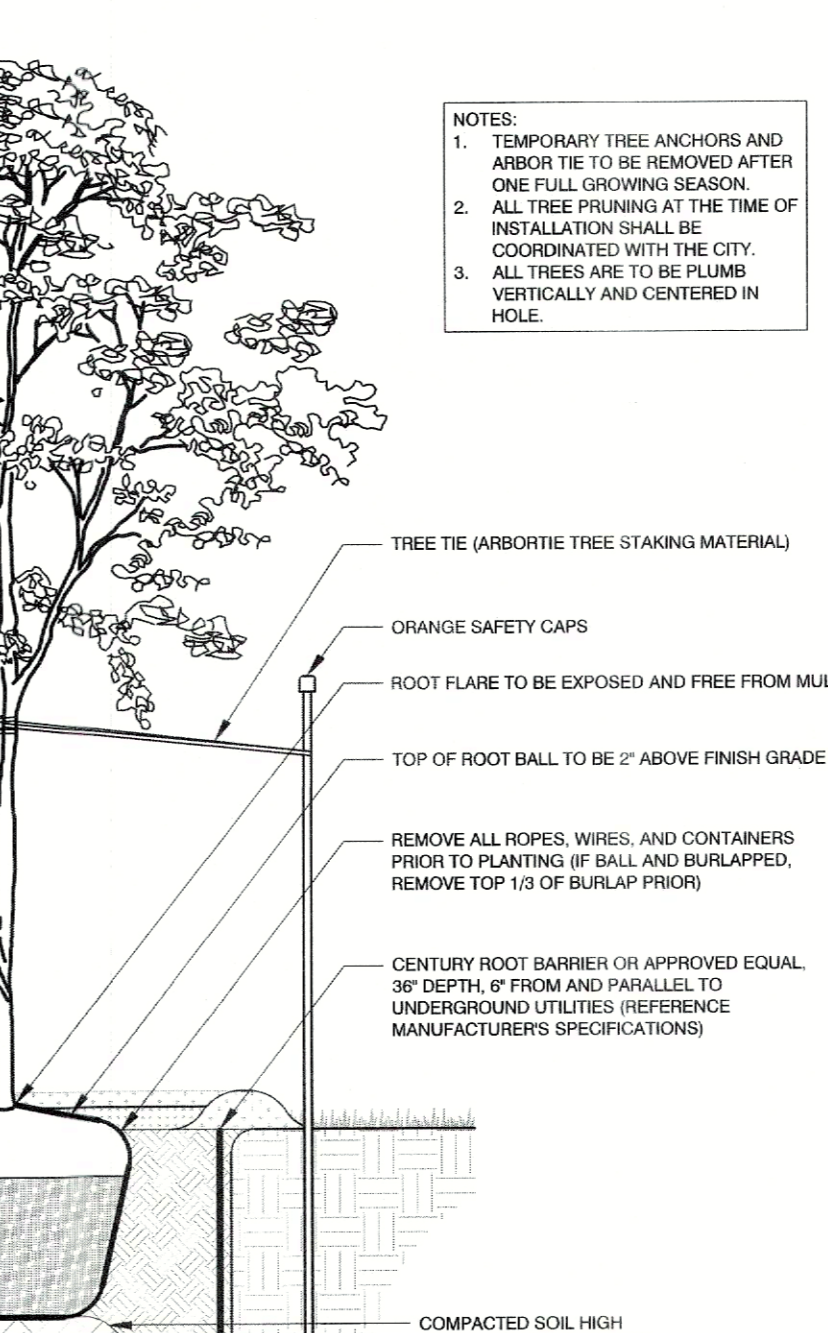 NOTES:
1. TEMPORARY TREE ANCHORS AND
ARBOR TIE TO BE REMOVED AFTER
ONE FULL GROWING SEASON.
2. ALL TREE PRUNING AT THE TIME OF
INSTALLATION SHALL BE
COORDINATED WITH THE CITY.
3. ALL TREES ARE TO BE PLUMB
VERTICALLY AND CENTERED IN
HOLE.
TREE TIE (ARBORTIE TREE STAKING MATERIAL)
ORANGE SAFETY CAPS
ROOT FLARE TO BE EXPOSED AND FREE FROM
TOP OF ROOT BALL TO BE 2" ABOVE FINISH GRADE
REMOVE ALL ROPES, WIRES, AND CONTAINERS
PRIOR TO PLANTING (IF BALL AND BURLAPPED,
REMOVE TOP 1/3 OF BURLAP PRIOR)
CENTURY ROOT BARRIER OR APPROVED EQUAL,
36" DEPTH, 6" FROM AND PARALLEL TO
UNDERGROUND UTILITIES (REFERENCE
MANUFACTURER'S SPECIFICATIONS)
COMPACTED SOIL HIGH